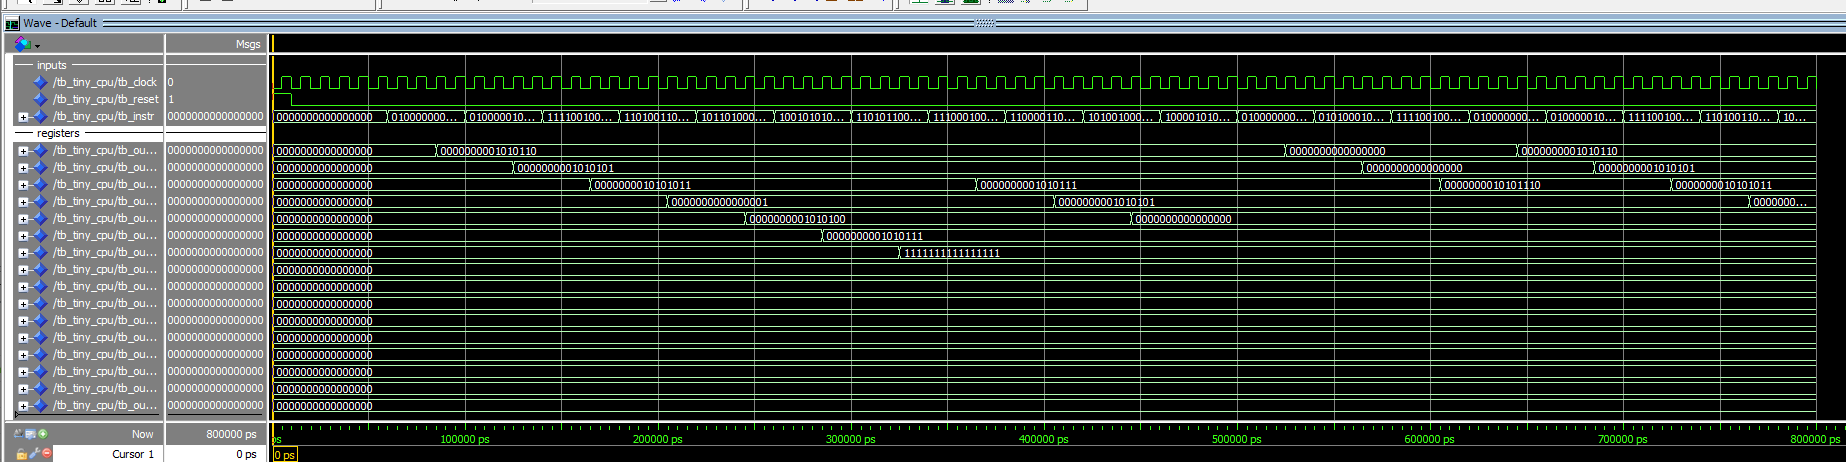 Wave - Default
Msgs
inputs
/tb_tiny_cpu/tb_clock 0
/tb_tiny_cpu/tb_reset 1
/tb_tiny_cpu/tb_instr 0000000000000000 0000000000000000 010000000... 010000010... 111100100... 110100110... 101101000... 100101010... 110101100... 111000100... 110000110... 101001000... 100001010... 010000000... 010100010... 111100100... 010000000... 010000010... 111100100... 110100110... 10...
registers
/tb_tiny_cpu/tb_ou... 0000000000000000 0000000000000000 0000000001010110 0000000000000000 0000000001010110
/tb_tiny_cpu/tb_ou... 0000000000000000 0000000000000000 0000000001010101 0000000000000000 0000000001010101
/tb_tiny_cpu/tb_ou... 0000000000000000 0000000000000000 0000000010101011 0000000001010111 0000000010101110 0000000010101011
/tb_tiny_cpu/tb_ou... 0000000000000000 0000000000000000 0000000000000001 0000000001010101 0000000...
/tb_tiny_cpu/tb_ou... 0000000000000000 0000000000000000 0000000001010100 0000000000000000
/tb_tiny_cpu/tb_ou... 0000000000000000 0000000000000000 0000000001010111
/tb_tiny_cpu/tb_ou... 0000000000000000 0000000000000000 1111111111111111
/tb_tiny_cpu/tb_ou... 0000000000000000 0000000000000000
/tb_tiny_cpu/tb_ou... 0000000000000000 0000000000000000
/tb_tiny_cpu/tb_ou... 0000000000000000 0000000000000000
/tb_tiny_cpu/tb_ou... 0000000000000000 0000000000000000
/tb_tiny_cpu/tb_ou... 0000000000000000 0000000000000000
/tb_tiny_cpu/tb_ou... 0000000000000000 0000000000000000
/tb_tiny_cpu/tb_ou... 0000000000000000 0000000000000000
/tb_tiny_cpu/tb_ou... 0000000000000000 0000000000000000
/tb_tiny_cpu/tb_ou... 0000000000000000 0000000000000000
Now 800000 ps ps 100000 ps 200000 ps 300000 ps 400000 ps 500000 ps 600000 ps 700000 ps 800000 ps
Cursor 1 0 ps 0 ps